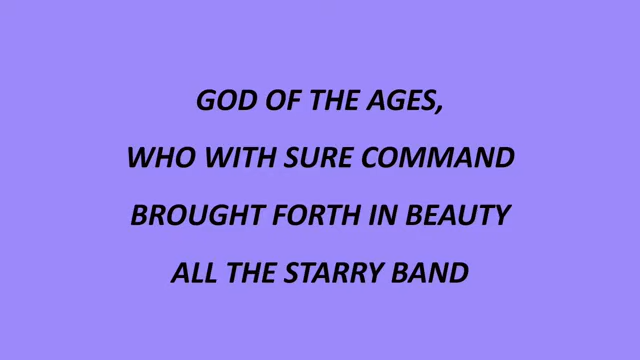 GOD OF THE AGES,
WHO WITH SURE COMMAND
BROUGHT FORTH IN BEAUTY
ALL THE STARRY BAND